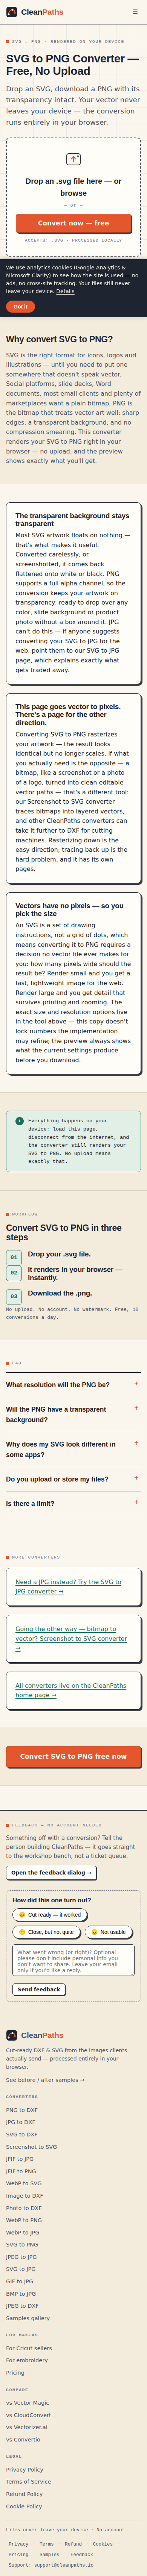 CleanPaths
SVG → PNG · RENDERED ON YOUR DEVICE
SVG to PNG Converter —
Free, No Upload
Drop an SVG, download a PNG with its
transparency intact. Your vector never
leaves your device — the conversion
runs entirely in your browser.
Drop an .svg file here — or
browse
— or —
Convert now — free
ACCEPTS: .SVG · PROCESSED LOCALLY
We use analytics cookies (Google Analytics &
Microsoft Clarity) to see how the site is used — no
ads, no cross-site tracking. Your files still never
leave your device. Details
Got it
Why convert SVG to PNG?
SVG is the right format for icons, logos and
illustrations — until you need to put one
somewhere that doesn't speak vector.
Social platforms, slide decks, Word
documents, most email clients and plenty of
marketplaces want a plain bitmap. PNG is
the bitmap that treats vector art well: sharp
edges, a transparent background, and no
compression smearing. This converter
renders your SVG to PNG right in your
browser — no upload, and the preview
shows exactly what you'll get.
The transparent background stays
transparent
Most SVG artwork floats on nothing —
that's what makes it useful.
Converted carelessly, or
screenshotted, it comes back
flattened onto white or black. PNG
supports a full alpha channel, so the
conversion keeps your artwork on
transparency: ready to drop over any
color, slide background or product
photo without a box around it. JPG
can't do this — if anyone suggests
converting your SVG to JPG for the
web, point them to our SVG to JPG
page, which explains exactly what
gets traded away.
This page goes vector to pixels.
There's a page for the other
direction.
Converting SVG to PNG rasterizes
your artwork — the result looks
identical but no longer scales. If what
you actually need is the opposite — a
bitmap, like a screenshot or a photo
of a logo, turned into clean editable
vector paths — that's a different tool:
our Screenshot to SVG converter
traces bitmaps into layered vectors,
and other CleanPaths converters can
take it further to DXF for cutting
machines. Rasterizing down is the
easy direction; tracing back up is the
hard problem, and it has its own
pages.
Vectors have no pixels — so you
pick the size
An SVG is a set of drawing
instructions, not a grid of dots, which
means converting it to PNG requires a
decision no vector file ever makes for
you: how many pixels wide should the
result be? Render small and you get a
fast, lightweight image for the web.
Render large and you get detail that
survives printing and zooming. The
exact size and resolution options live
in the tool above — this copy doesn't
lock numbers the implementation
may refine; the preview always shows
what the current settings produce
before you download.
Everything happens on your
device: load this page,
disconnect from the internet, and
the converter still renders your
SVG to PNG. No upload means
exactly that.
WORKFLOW
Convert SVG to PNG in three
steps
01
Drop your .svg file.
02
It renders in your browser —
instantly.
03
Download the .png.
No upload. No account. No watermark. Free, 10
conversions a day.
FAQ
What resolution will the PNG be? +
Will the PNG have a transparent
background? +
Why does my SVG look different in
some apps? +
Do you upload or store my files? +
Is there a limit? +
MORE CONVERTERS
Need a JPG instead? Try the SVG to
JPG converter →
Going the other way — bitmap to
vector? Screenshot to SVG converter
→
All converters live on the CleanPaths
home page →
Convert SVG to PNG free now
FEEDBACK — NO ACCOUNT NEEDED
Something off with a conversion? Tell the
person building CleanPaths — it goes straight
to the workshop bench, not a ticket queue.
Open the feedback dialog →
How did this one turn out?
Cut-ready — it worked
Close, but not quite
Not usable
What went wrong (or right)? Optional —
please don't include personal info you
don't want to share. Leave your email
only if you'd like a reply.
Send feedback
CleanPaths
Cut-ready DXF & SVG from the images clients
actually send — processed entirely in your
browser.
See before / after samples →
CONVERTERS
PNG to DXF
JPG to DXF
SVG to DXF
Screenshot to SVG
JFIF to JPG
JFIF to PNG
WebP to SVG
Image to DXF
Photo to DXF
WebP to PNG
WebP to JPG
SVG to PNG
JPEG to JPG
SVG to JPG
GIF to JPG
BMP to JPG
JPEG to DXF
Samples gallery
FOR MAKERS
For Cricut sellers
For embroidery
Pricing
COMPARE
vs Vector Magic
vs CloudConvert
vs Vectorizer.ai
vs Convertio
LEGAL
Privacy Policy
Terms of Service
Refund Policy
Cookie Policy
Files never leave your device · No account
Privacy Terms Refund Cookies
Pricing Samples Feedback
Support: support@cleanpaths.io